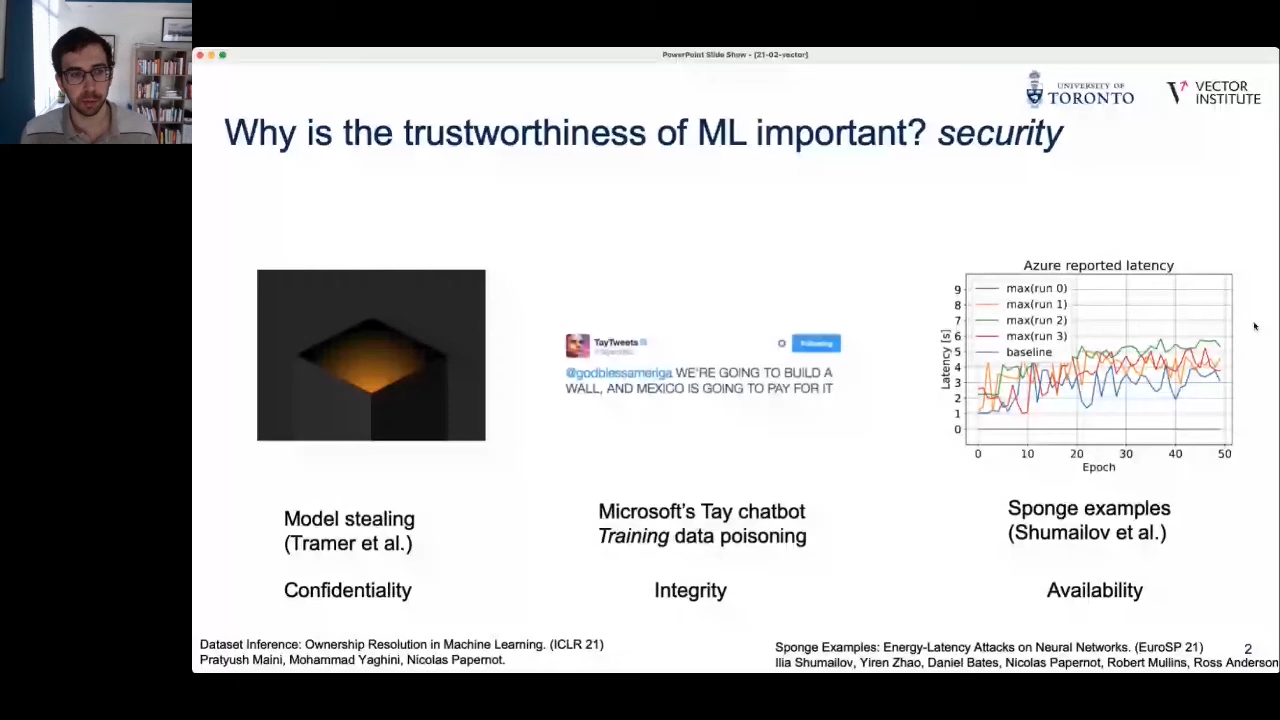 PowerPoint Slide Show - [21-02-vector]
UNIVERSITY OF
TORONTO
VECTOR
INSTITUTE
Why is the trustworthiness of ML important? security
TayTweets
Following
@godblessameriga WE'RE GOING TO BUILD A
WALL, AND MEXICO IS GOING TO PAY FOR IT
Azure reported latency
max(run 0)
max(run 1)
max(run 2)
max(run 3)
baseline
Latency [s]
9
8
7
6
5
4
3
2
1
0
0 10 20 30 40 50
Epoch
Model stealing
(Tramer et al.)
Confidentiality
Microsoft's Tay chatbot
Training data poisoning
Integrity
Sponge examples
(Shumailov et al.)
Availability
Dataset Inference: Ownership Resolution in Machine Learning. (ICLR 21)
Pratyush Maini, Mohammad Yaghini, Nicolas Papernot.
Sponge Examples: Energy-Latency Attacks on Neural Networks. (EuroSP 21)
Ilia Shumailov, Yiren Zhao, Daniel Bates, Nicolas Papernot, Robert Mullins, Ross Anderson
2